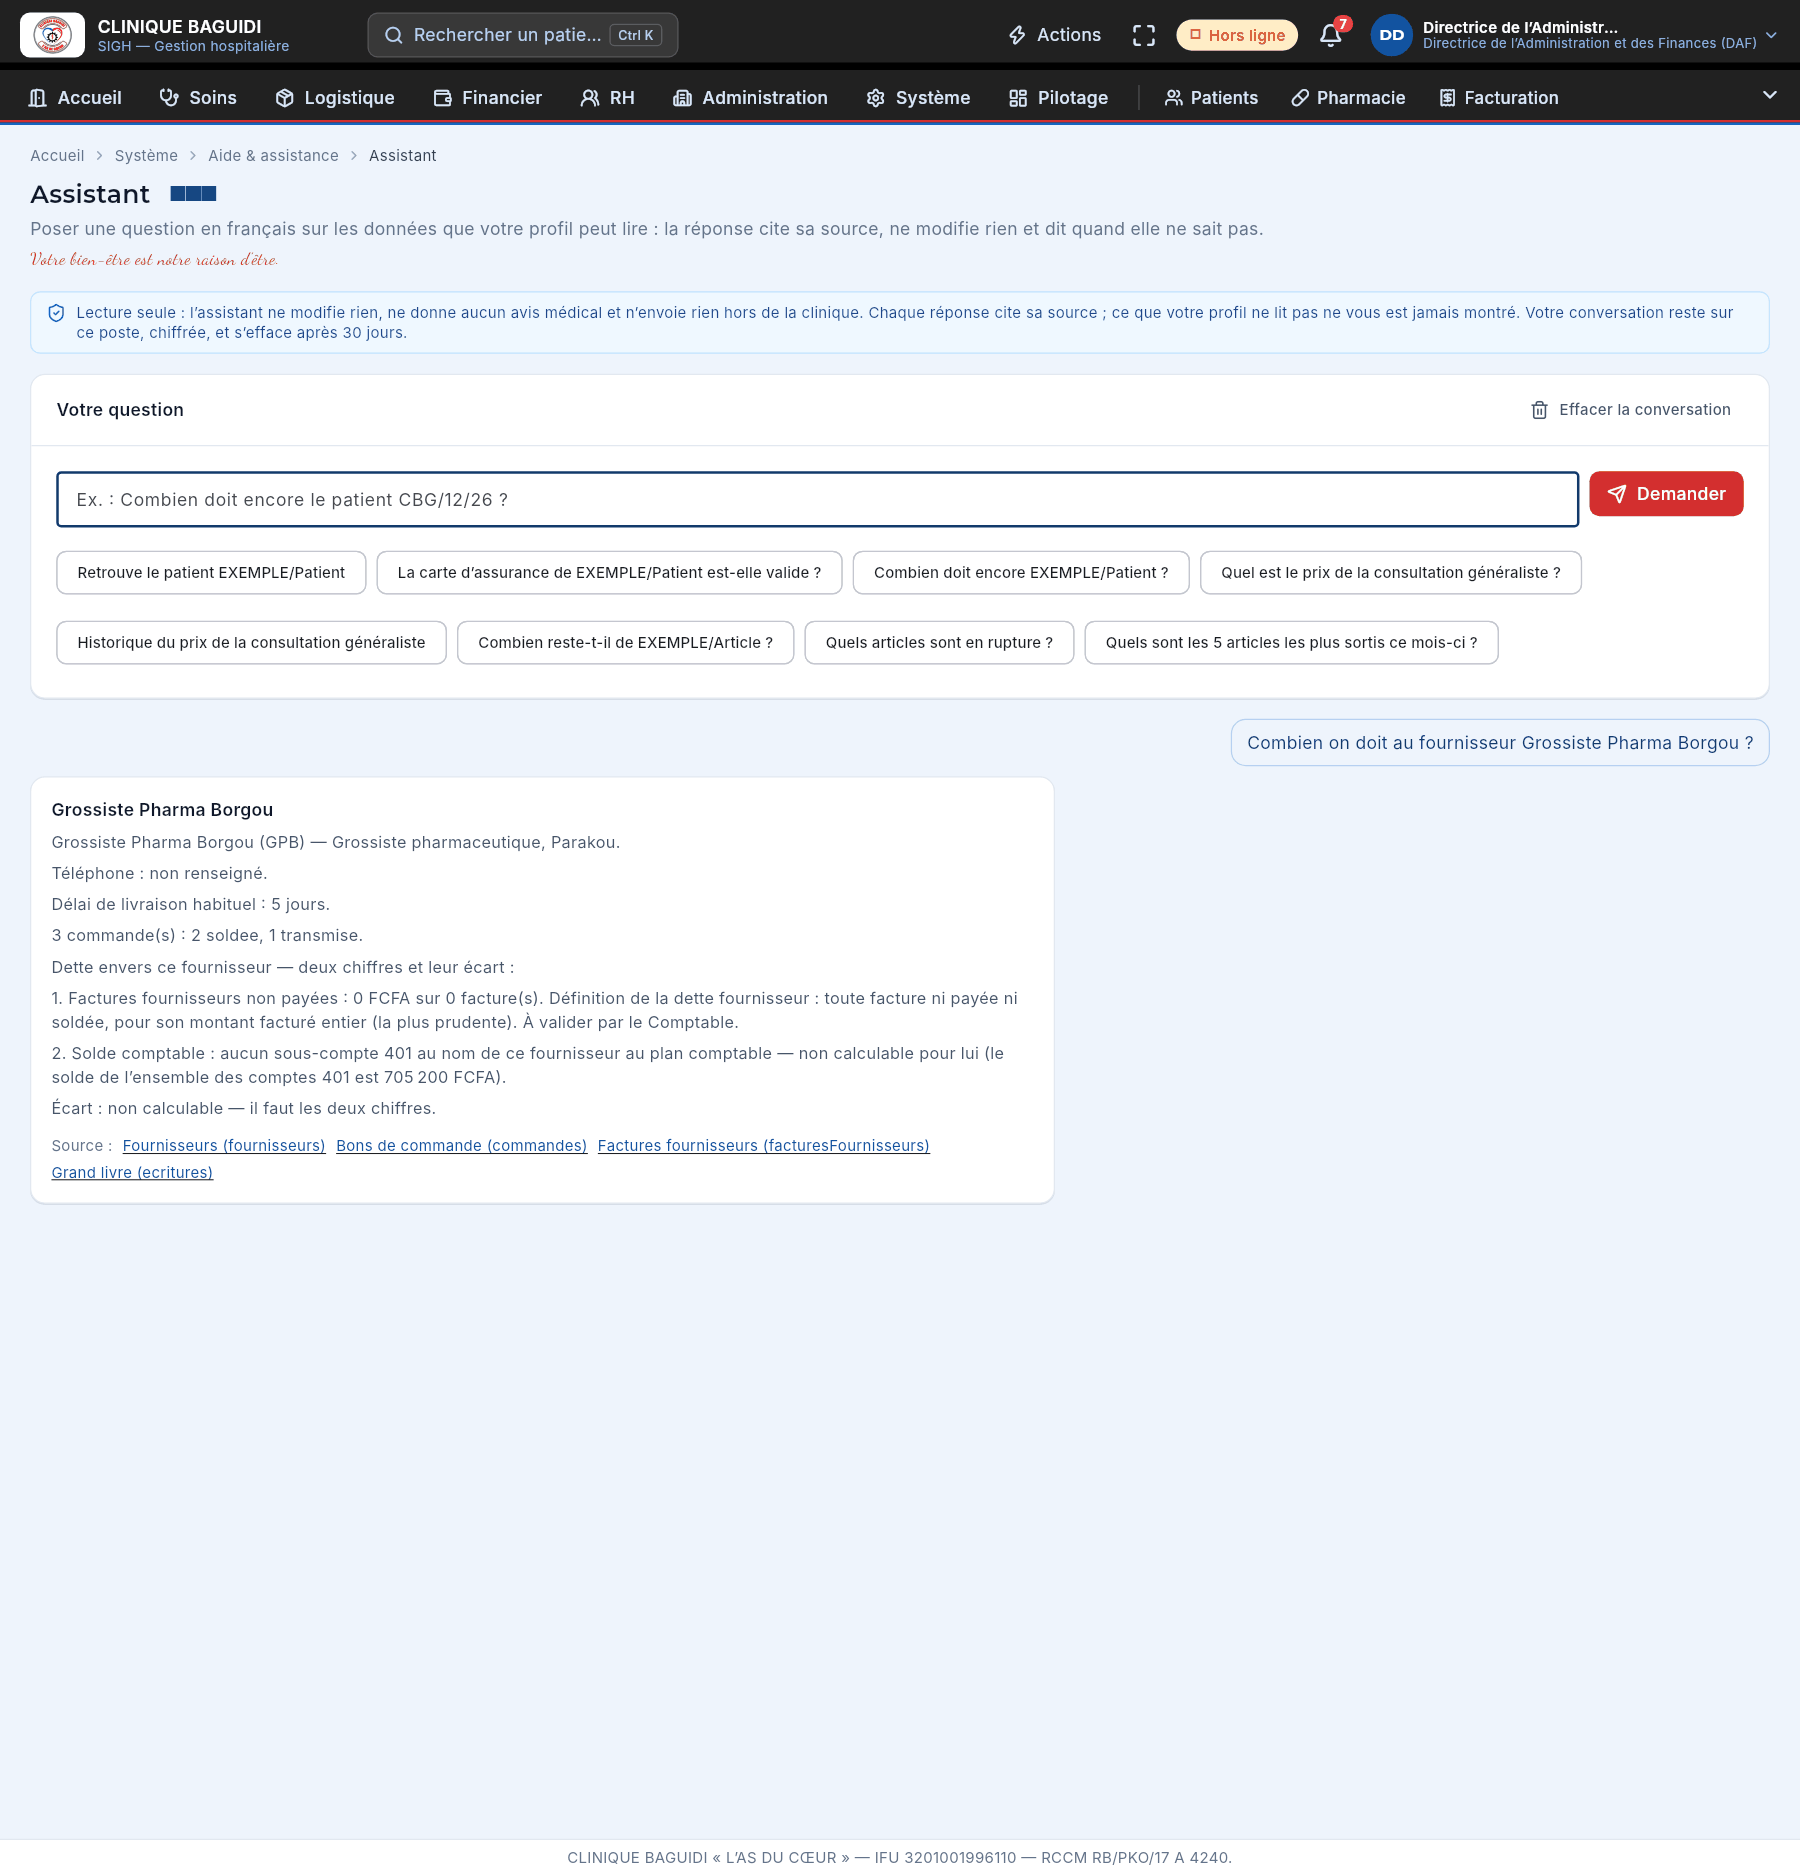 CLINIQUE BAGUIDI
SIGH — Gestion hospitalière
Rechercher un patie... Ctrl K
Actions
Hors ligne
7
DD
Directrice de l’Administr...
Directrice de l’Administration et des Finances (DAF)
Accueil Soins Logistique Financier RH Administration Système Pilotage Patients Pharmacie Facturation
Accueil > Système > Aide & assistance > Assistant
Assistant
Poser une question en français sur les données que votre profil peut lire : la réponse cite sa source, ne modifie rien et dit quand elle ne sait pas.
Votre bien-être est notre raison d’être.
Lecture seule : l’assistant ne modifie rien, ne donne aucun avis médical et n’envoie rien hors de la clinique. Chaque réponse cite sa source ; ce que votre profil ne lit pas ne vous est jamais montré. Votre conversation reste sur
ce poste, chiffrée, et s’efface après 30 jours.
Votre question
Effacer la conversation
Ex. : Combien doit encore le patient CBG/12/26 ?
Demander
Retrouve le patient EXEMPLE/Patient
La carte d’assurance de EXEMPLE/Patient est-elle valide ?
Combien doit encore EXEMPLE/Patient ?
Quel est le prix de la consultation généraliste ?
Historique du prix de la consultation généraliste
Combien reste-t-il de EXEMPLE/Article ?
Quels articles sont en rupture ?
Quels sont les 5 articles les plus sortis ce mois-ci ?
Combien on doit au fournisseur Grossiste Pharma Borgou ?
Grossiste Pharma Borgou
Grossiste Pharma Borgou (GPB) — Grossiste pharmaceutique, Parakou.
Téléphone : non renseigné.
Délai de livraison habituel : 5 jours.
3 commande(s) : 2 soldee, 1 transmise.
Dette envers ce fournisseur — deux chiffres et leur écart :
1. Factures fournisseurs non payées : 0 FCFA sur 0 facture(s). Définition de la dette fournisseur : toute facture ni payée ni
soldée, pour son montant facturé entier (la plus prudente). À valider par le Comptable.
2. Solde comptable : aucun sous-compte 401 au nom de ce fournisseur au plan comptable — non calculable pour lui (le
solde de l’ensemble des comptes 401 est 705 200 FCFA).
Écart : non calculable — il faut les deux chiffres.
Source : Fournisseurs (fournisseurs) Bons de commande (commandes) Factures fournisseurs (facturesFournisseurs)
Grand livre (ecritures)
CLINIQUE BAGUIDI « L’AS DU CŒUR » — IFU 3201001996110 — RCCM RB/PKO/17 A 4240.